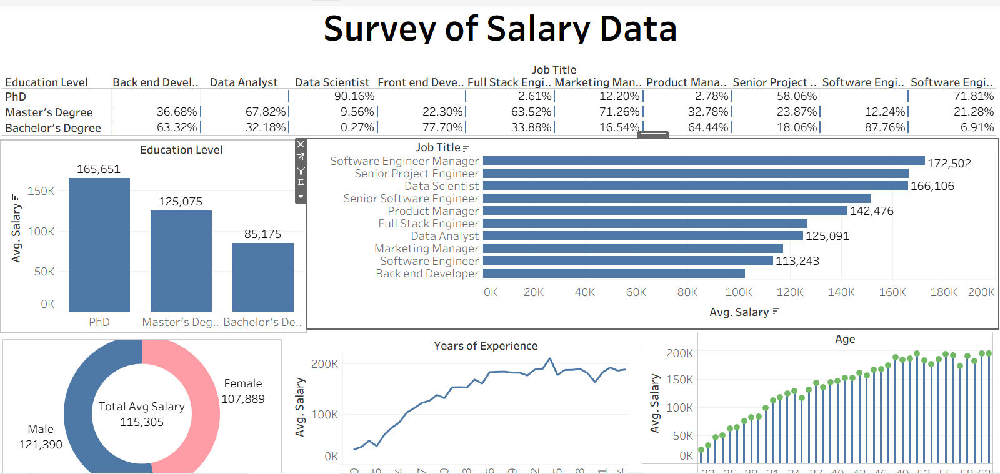 Survey of Salary Data
Job Title
Education Level Back end Devel.. Data Analyst Data Scientist Front end Deve.. Full Stack Engi.. Marketing Man.. Product Mana.. Senior Project .. Software Engi.. Software Engi..
PhD 90.16% 2.61% 12.20% 2.78% 58.06% 71.81%
Master's Degree 36.68% 67.82% 9.56% 22.30% 63.52% 71.26% 32.78% 23.87% 12.24% 21.28%
Bachelor's Degree 63.32% 32.18% 0.27% 77.70% 33.88% 16.54% 64.44% 18.06% 87.76% 6.91%
Education Level
165,651
125,075
85,175
Avg. Salary
150K
100K
50K
0K
PhD Master's Deg.. Bachelor's De..
Job Title
Software Engineer Manager 172,502
Senior Project Engineer
Data Scientist 166,106
Senior Software Engineer
Product Manager 142,476
Full Stack Engineer
Data Analyst 125,091
Marketing Manager
Software Engineer 113,243
Back end Developer
0K 20K 40K 60K 80K 100K 120K 140K 160K 180K 200K
Avg. Salary
Female
107,889
Total Avg Salary
115,305
Male
121,390
Years of Experience
Avg. Salary
200K
100K
0K
Age
Avg. Salary
200K
150K
100K
50K
0K